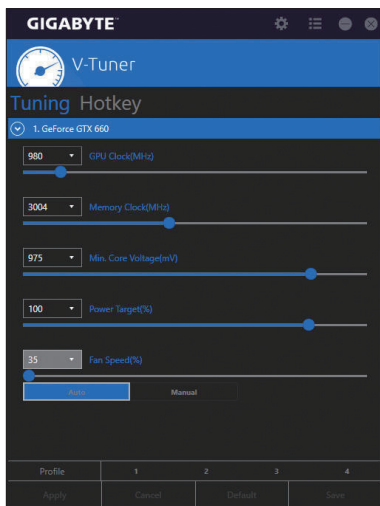 GIGABYTE™
V-Tuner
Tuning Hotkey
1. GeForce GTX 660
980 GPU Clock(MHz)
3004 Memory Clock(MHz)
975 Min. Core Voltage(mV)
100 Power Target(%)
35 Fan Speed(%)
Auto Manual
Profile 1 2 3 4
Apply Cancel Default Save